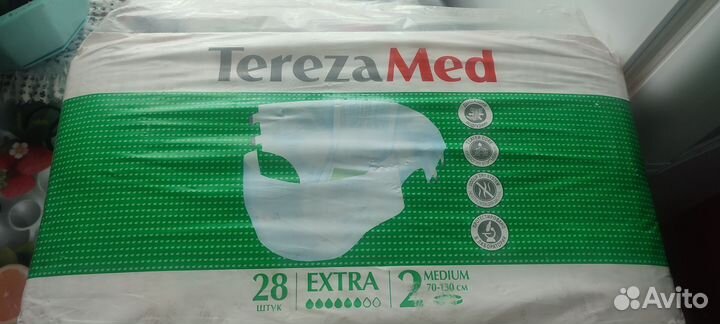 TerezaMed
28 ШТУК
EXTRA
2 MEDIUM
70-130 СМ
Avito